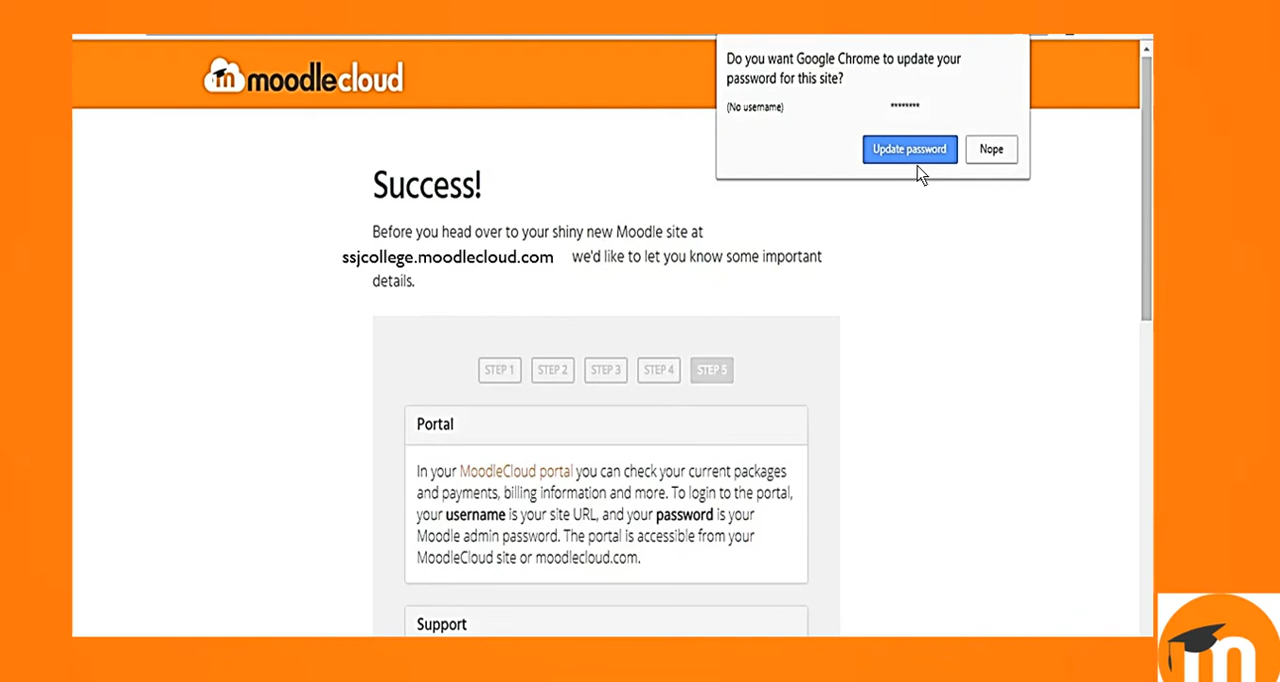 moodlecloud
Do you want Google Chrome to update your
password for this site?
(No username) ********
Update password Nope
Success!
Before you head over to your shiny new Moodle site at
ssjcollege.moodlecloud.com we'd like to let you know some important
details.
STEP 1 STEP 2 STEP 3 STEP 4 STEP 5
Portal
In your MoodleCloud portal you can check your current packages
and payments, billing information and more. To login to the portal,
your username is your site URL, and your password is your
Moodle admin password. The portal is accessible from your
MoodleCloud site or moodlecloud.com.
Support
m